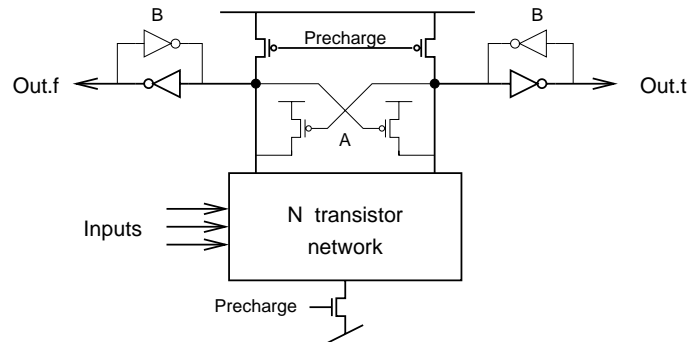 B
B
Precharge
Out.f
Out.t
A
N transistor
network
Inputs
Precharge